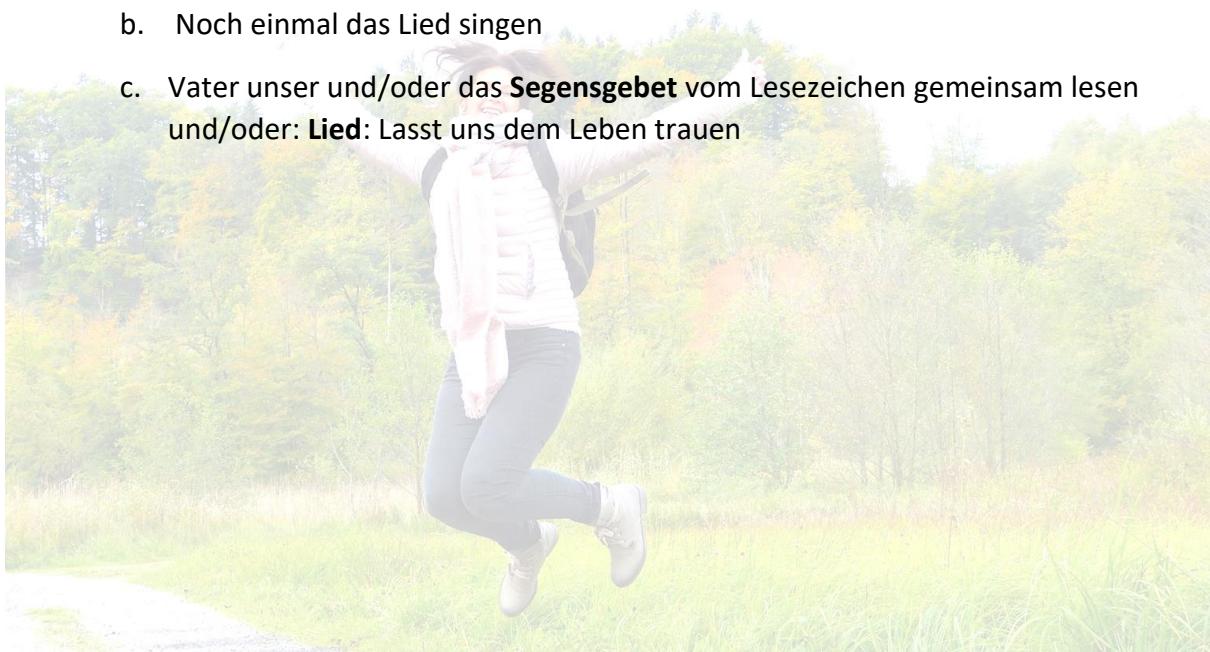 b. Noch einmal das Lied singen
c. Vater unser und/oder das Segensgebet vom Lesezeichen gemeinsam lesen
und/oder: Lied: Lasst uns dem Leben trauen